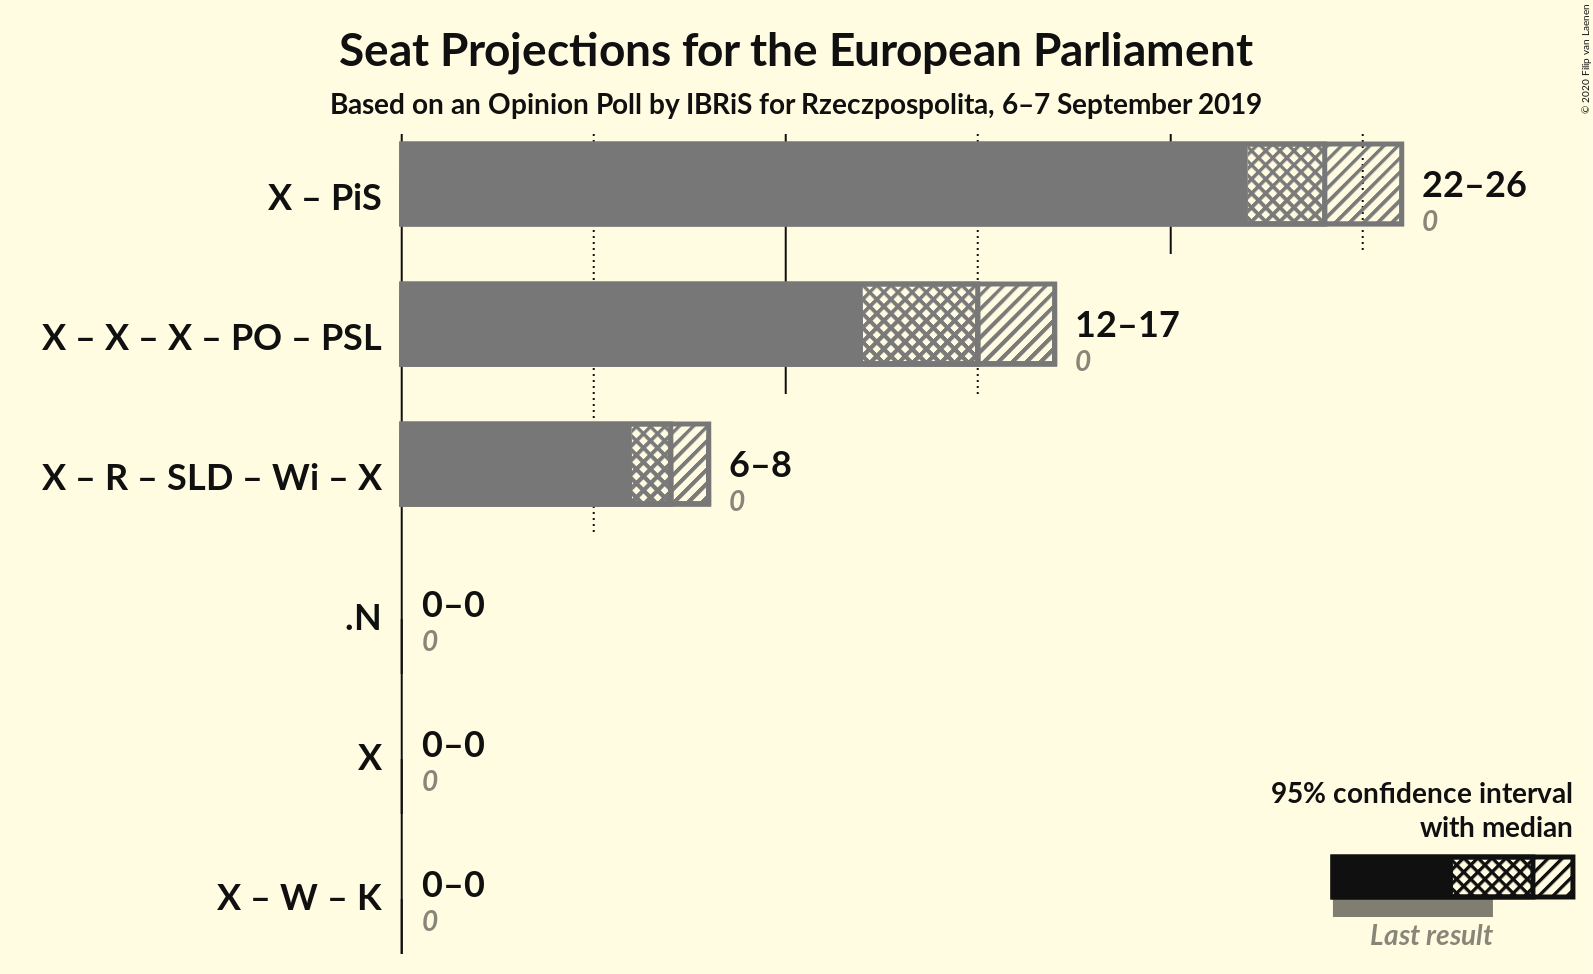 Seat Projections for the European Parliament
Based on an Opinion Poll by IBRiS for Rzeczpospolita, 6–7 September 2019
© 2020 Filip van Laenen
X – PiS
22–26
0
X – X – X – PO – PSL
12–17
0
X – R – SLD – Wi – X
6–8
0
.N
0–0
0
X
0–0
0
X – W – K
0–0
0
95% confidence interval
with median
Last result